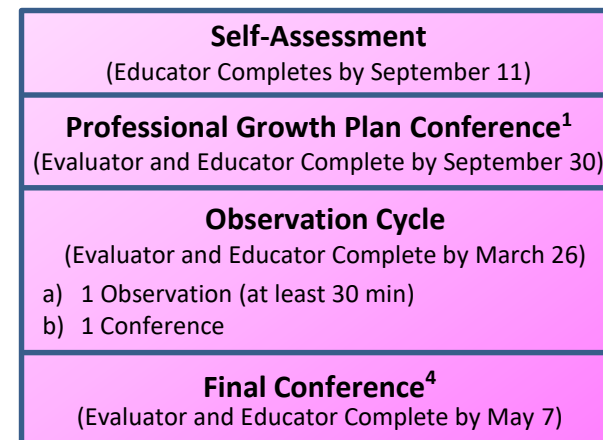 Self-Assessment
(Educator Completes by September 11)
Professional Growth Plan Conference¹
(Evaluator and Educator Complete by September 30)
Observation Cycle
(Evaluator and Educator Complete by March 26)
a) 1 Observation (at least 30 min)
b) 1 Conference
Final Conference⁴
(Evaluator and Educator Complete by May 7)